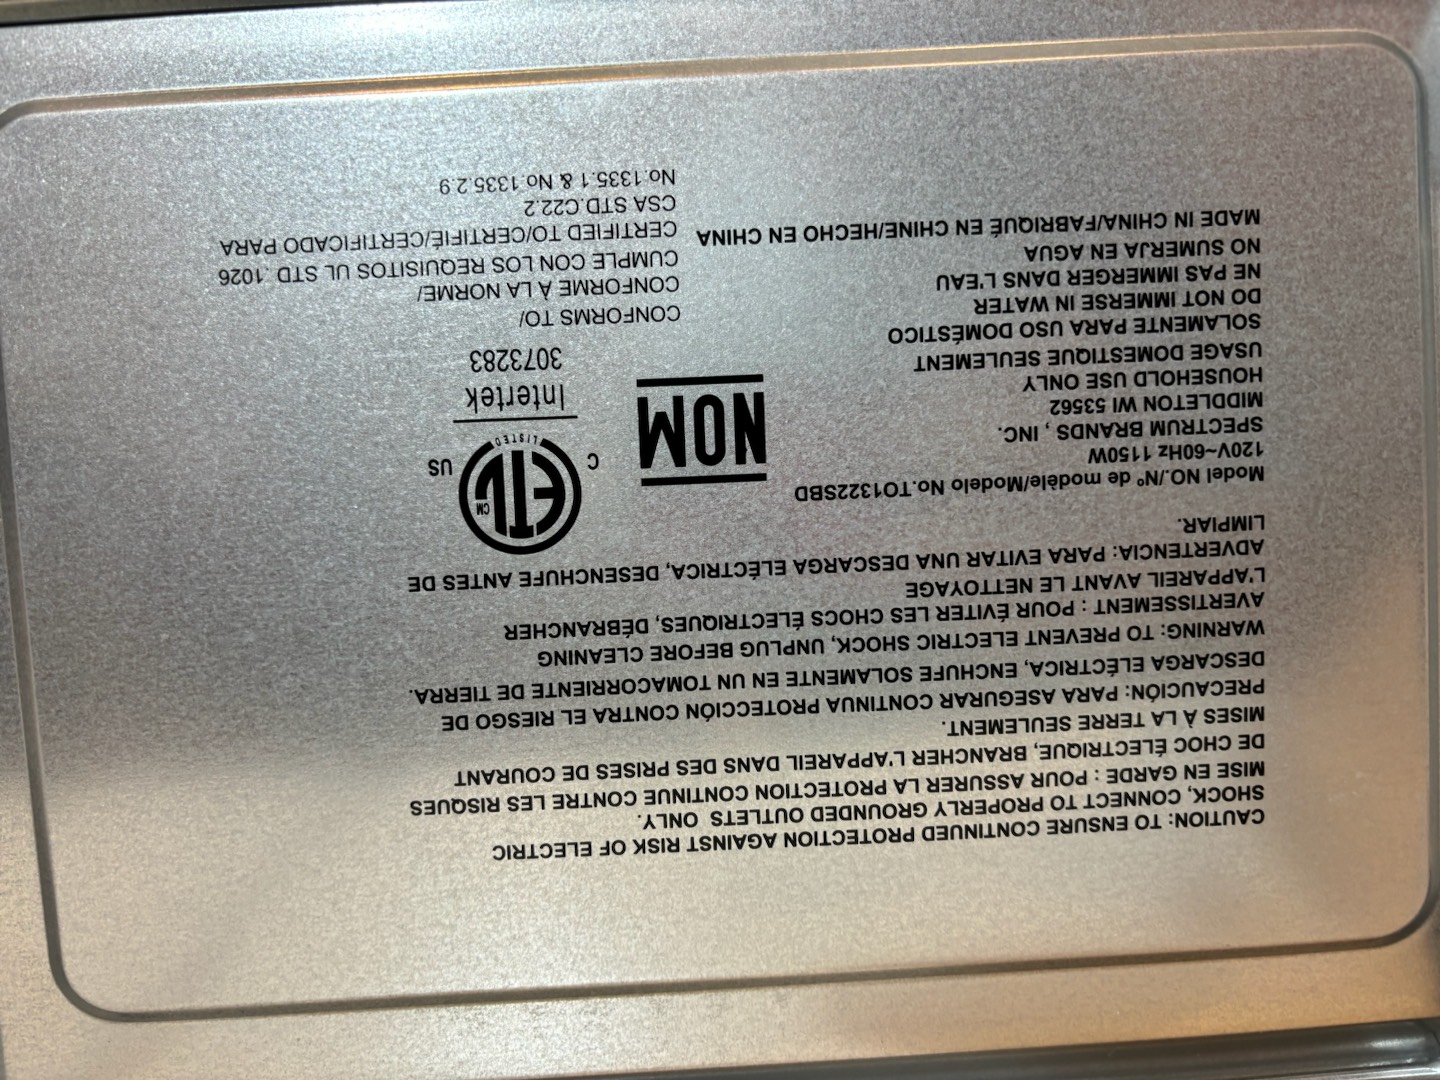 CAUTION: TO ENSURE CONTINUED PROTECTION AGAINST RISK OF ELECTRIC
SHOCK, CONNECT TO PROPERLY GROUNDED OUTLETS ONLY.
MISE EN GARDE : POUR ASSURER LA PROTECTION CONTINUE CONTRE LES RISQUES
DE CHOC ÉLECTRIQUE, BRANCHER L'APPAREIL DANS DES PRISES DE COURANT
MISES À LA TERRE SEULEMENT.
PRECAUCIÓN: PARA ASEGURAR CONTINUA PROTECCIÓN CONTRA EL RIESGO DE
DESCARGA ELÉCTRICA, ENCHUFE SOLAMENTE EN UN TOMACORRIENTE DE TIERRA.
WARNING: TO PREVENT ELECTRIC SHOCK, UNPLUG BEFORE CLEANING
AVERTISSEMENT : POUR ÉVITER LES CHOCS ÉLECTRIQUES, DÉBRANCHER
L'APPAREIL AVANT LE NETTOYAGE
ADVERTENCIA: PARA EVITAR UNA DESCARGA ELÉCTRICA, DESENCHUFE ANTES DE
LIMPIAR.
Model NO./Nº de modèle/Modelo No.TO1322SBD
120V~60Hz 1150W
SPECTRUM BRANDS , INC.
MIDDLETON WI 53562
HOUSEHOLD USE ONLY
USAGE DOMESTIQUE SEULEMENT
SOLAMENTE PARA USO DOMÉSTICO
DO NOT IMMERSE IN WATER
NE PAS IMMERGER DANS L'EAU
NO SUMERJA EN AGUA
MADE IN CHINA/FABRIQUÉ EN CHINE/HECHO EN CHINA
NOM
ETL CM
C US
LISTED
Intertek
3073283
CONFORMS TO/
CONFORME À LA NORME/
CUMPLE CON LOS REQUISITOS UL STD .1026
CERTIFIED TO/CERTIFIÉ/CERTIFICADO PARA
CSA STD.C22.2
No.1335.1 & No.1335.2.9